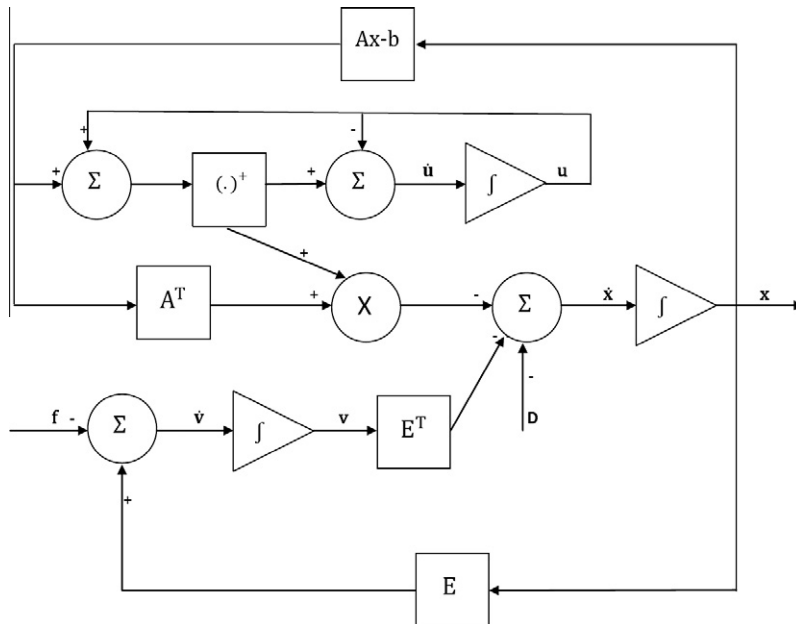 Ax-b
+ -
+ Σ (.)⁺ + Σ u̇ ∫ u
+
Aᵀ + X - Σ ẋ ∫ x
-
-
f - Σ v̇ ∫ v Eᵀ D
+
E